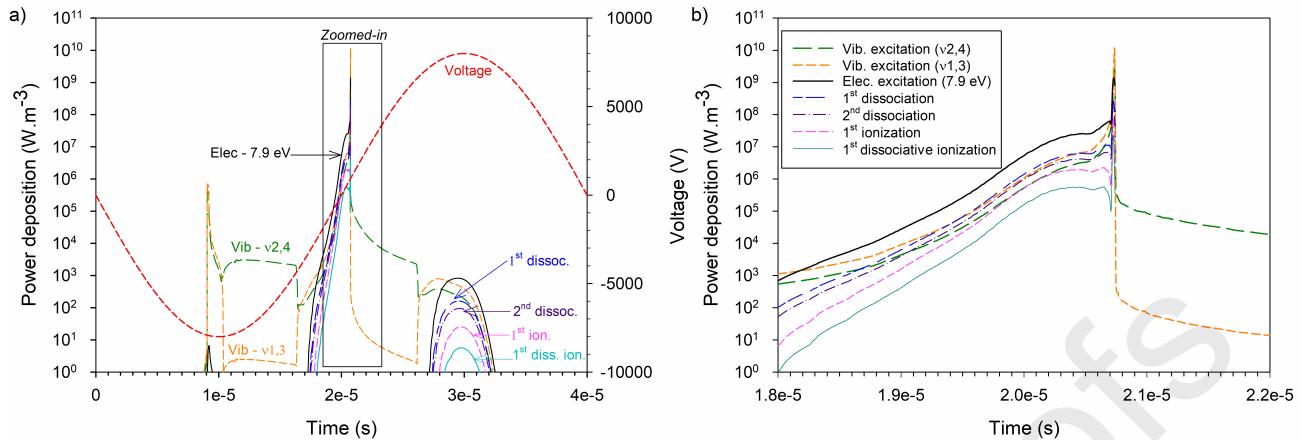 a)
10^11
10^10
10^9
10^8
10^7
10^6
10^5
10^4
10^3
10^2
10^1
10^0
Power deposition (W.m^-3)
Zoomed-in
Voltage
Elec - 7.9 eV
Vib - ν2,4
Vib - ν1,3
1st dissoc.
2nd dissoc.
1st ion.
1st diss. ion.
10000
5000
0
-5000
-10000
Voltage (V)
0
1e-5
2e-5
3e-5
4e-5
Time (s)
b)
10^11
10^10
10^9
10^8
10^7
10^6
10^5
10^4
10^3
10^2
10^1
10^0
Power deposition (W.m^-3)
Vib. excitation (ν2,4)
Vib. excitation (ν1,3)
Elec. excitation (7.9 eV)
1st dissociation
2nd dissociation
1st ionization
1st dissociative ionization
1.8e-5
1.9e-5
2.0e-5
2.1e-5
2.2e-5
Time (s)
ofs